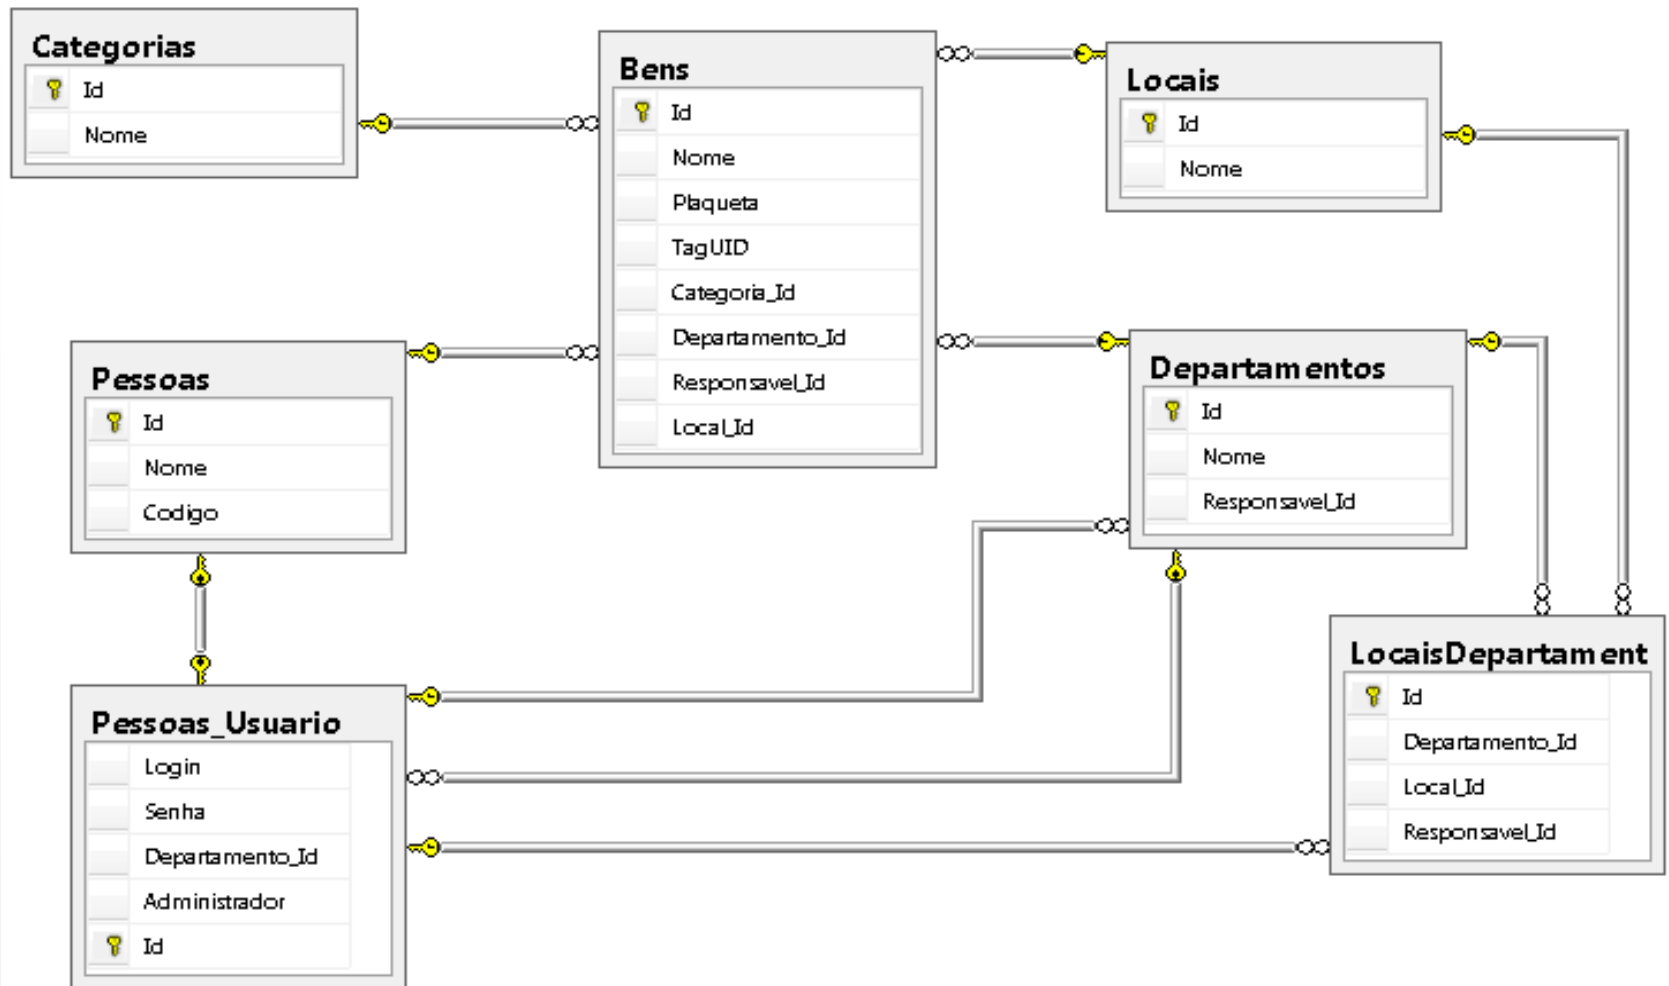 Categorias
Id
Nome
Bens
Id
Nome
Plaqueta
TagUID
Categoria_Id
Departamento_Id
Responsavel_Id
Local_Id
Locais
Id
Nome
Pessoas
Id
Nome
Codigo
Departamentos
Id
Nome
Responsavel_Id
Pessoas_Usuario
Login
Senha
Departamento_Id
Administrador
Id
LocaisDepartament
Id
Departamento_Id
Local_Id
Responsavel_Id